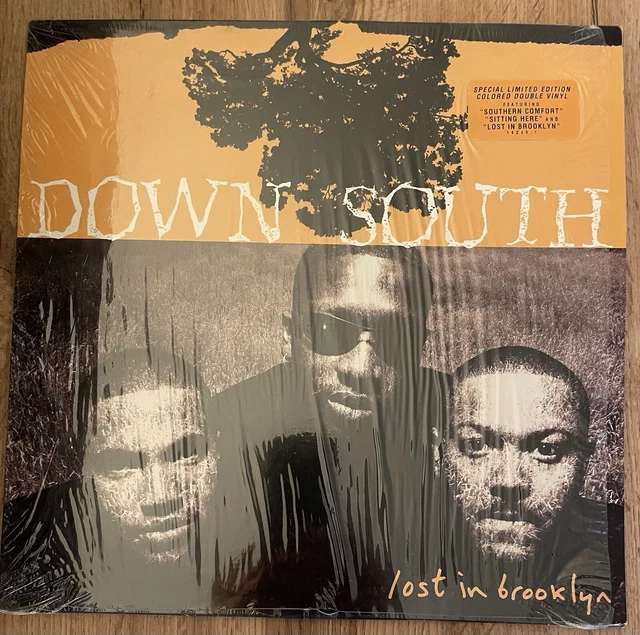 SPECIAL LIMITED EDITION
COLORED DOUBLE VINYL
FEATURING
"SOUTHERN COMFORT"
"SITTING HERE" AND
"LOST IN BROOKLYN"
DOWN SOUTH
lost in brooklyn